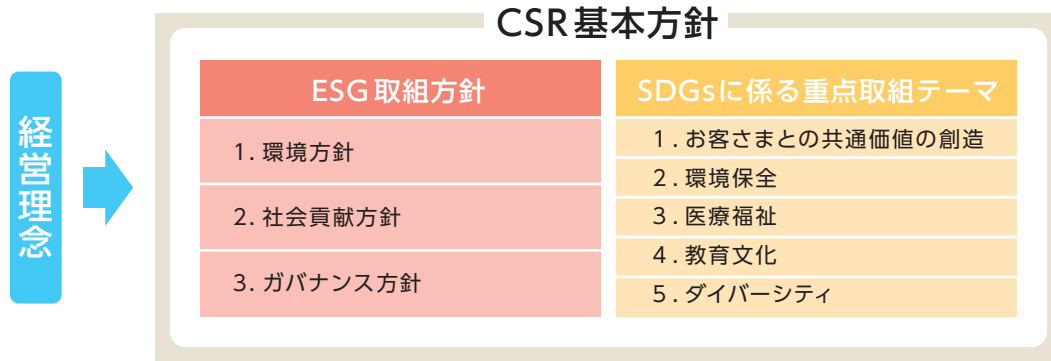 CSR基本方針
経営理念
ESG取組方針
1. 環境方針
2. 社会貢献方針
3. ガバナンス方針
SDGsに係る重点取組テーマ
1. お客さまとの共通価値の創造
2. 環境保全
3. 医療福祉
4. 教育文化
5. ダイバーシティ